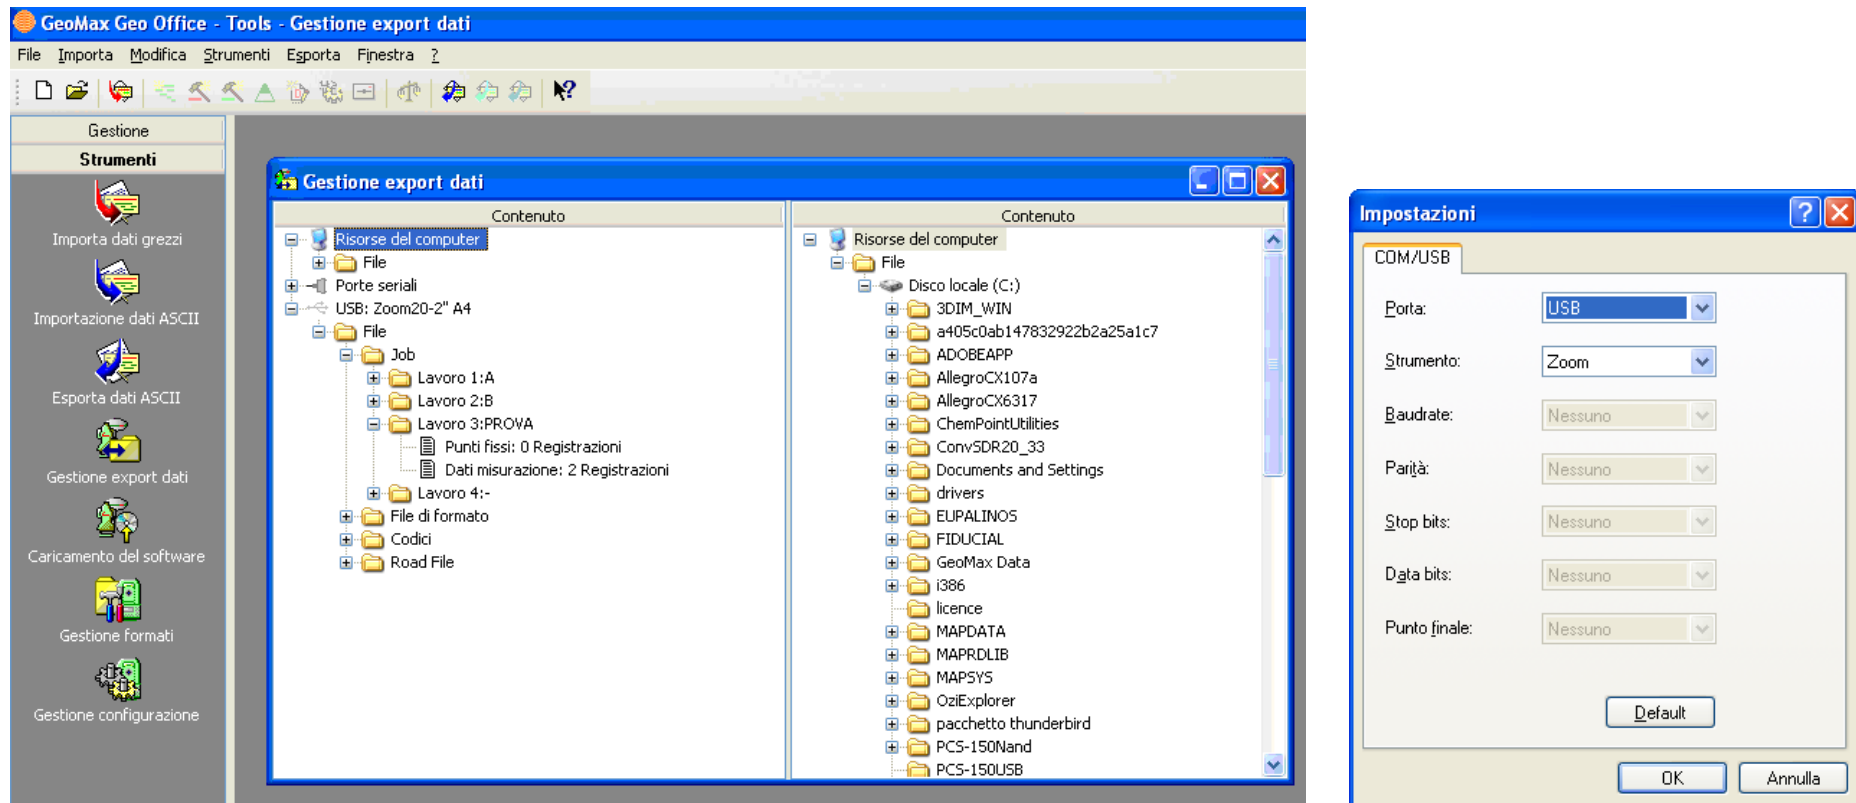 GeoMax Geo Office - Tools - Gestione export dati
File Importa Modifica Strumenti Esporta Finestra ?
Gestione
Strumenti
Importa dati grezzi
Importazione dati ASCII
Esporta dati ASCII
Gestione export dati
Caricamento del software
Gestione formati
Gestione configurazione
Gestione export dati
Contenuto
Risorse del computer
File
Porte seriali
USB: Zoom20-2" A4
File
Job
Lavoro 1:A
Lavoro 2:B
Lavoro 3:PROVA
Punti fissi: 0 Registrazioni
Dati misurazione: 2 Registrazioni
Lavoro 4:-
File di formato
Codici
Road File
Contenuto
Risorse del computer
File
Disco locale (C:)
3DIM_WIN
a405c0ab147832922b2a25a1c7
ADOBEAPP
AllegroCX107a
AllegroCX6317
ChemPointUtilities
ConvSDR20_33
Documents and Settings
drivers
EUPALINOS
FIDUCIAL
GeoMax Data
i386
licence
MAPDATA
MAPRDLIB
MAPSYS
OziExplorer
pacchetto thunderbird
PCS-150Nand
PCS-150USB
Impostazioni
COM/USB
Porta: USB
Strumento: Zoom
Baudrate: Nessuno
Parità: Nessuno
Stop bits: Nessuno
Data bits: Nessuno
Punto finale: Nessuno
Default
OK Annulla